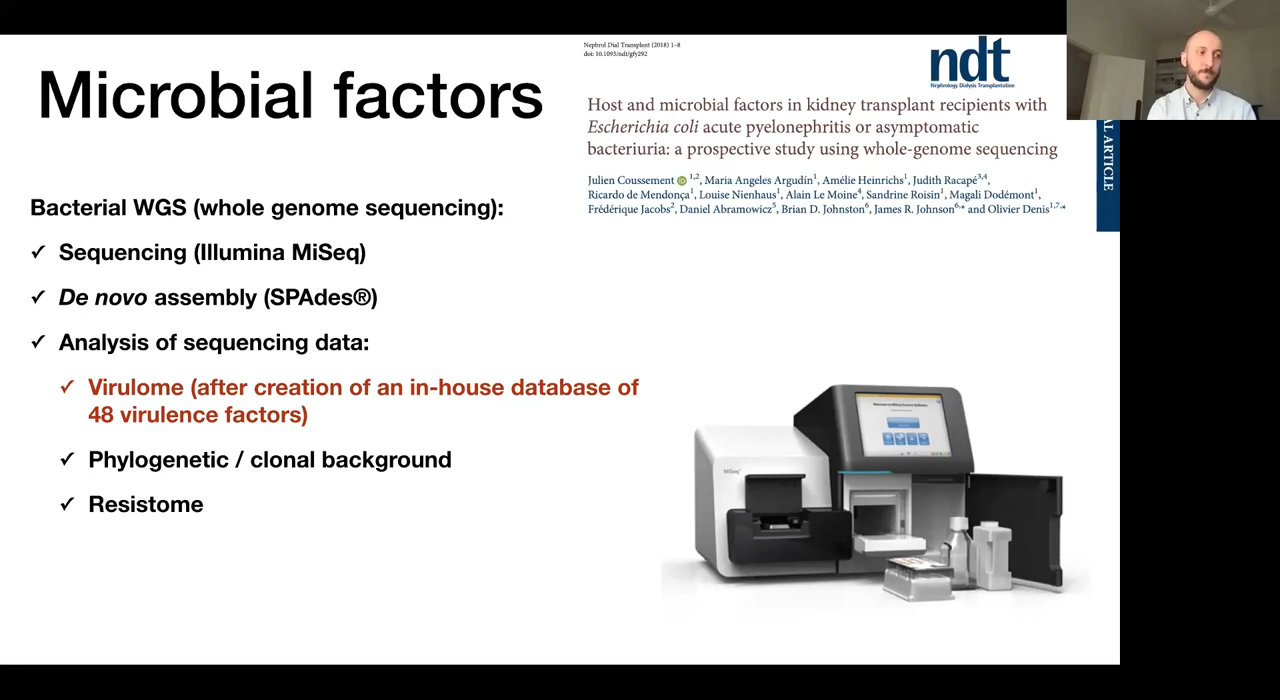 Microbial factors
Nephrol Dial Transplant (2018) 1–8
doi: 10.1093/ndt/gfy292
ndt
Nephrology Dialysis Transplantation
Host and microbial factors in kidney transplant recipients with
Escherichia coli acute pyelonephritis or asymptomatic
bacteriuria: a prospective study using whole-genome sequencing
Julien Coussement iD 1,2, Maria Angeles Argudín1, Amélie Heinrichs1, Judith Racapé3,4,
Ricardo de Mendonça1, Louise Nienhaus1, Alain Le Moine4, Sandrine Roisin1, Magali Dodémont1,
Frédérique Jacobs2, Daniel Abramowicz5, Brian D. Johnston6, James R. Johnson6,* and Olivier Denis1,7,*
AL ARTICLE
Bacterial WGS (whole genome sequencing):
✓ Sequencing (Illumina MiSeq)
✓ De novo assembly (SPAdes®)
✓ Analysis of sequencing data:
✓ Virulome (after creation of an in-house database of
48 virulence factors)
✓ Phylogenetic / clonal background
✓ Resistome
MiSeq